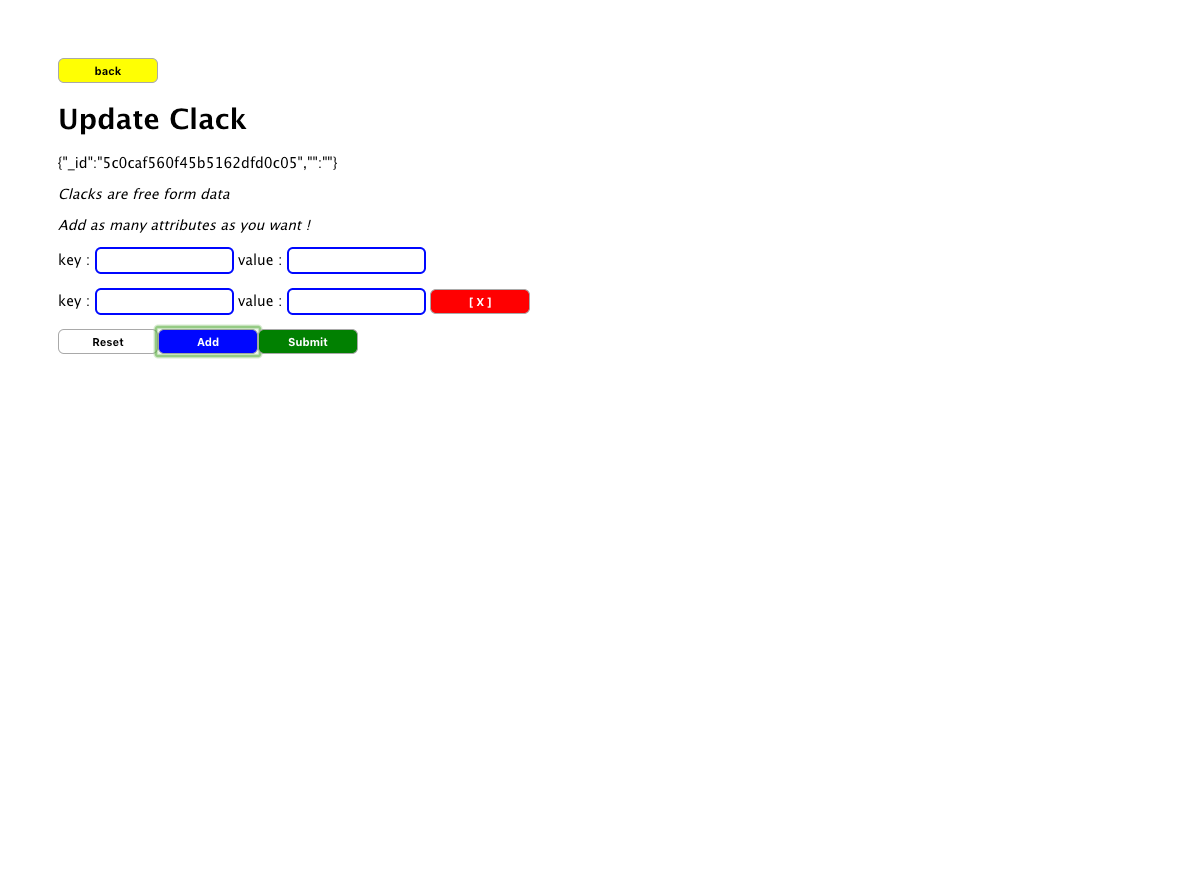 back
Update Clack
{"_id":"5c0caf560f45b5162dfd0c05","":""}
Clacks are free form data
Add as many attributes as you want !
key : value :
key : value : [ X ]
Reset Add Submit